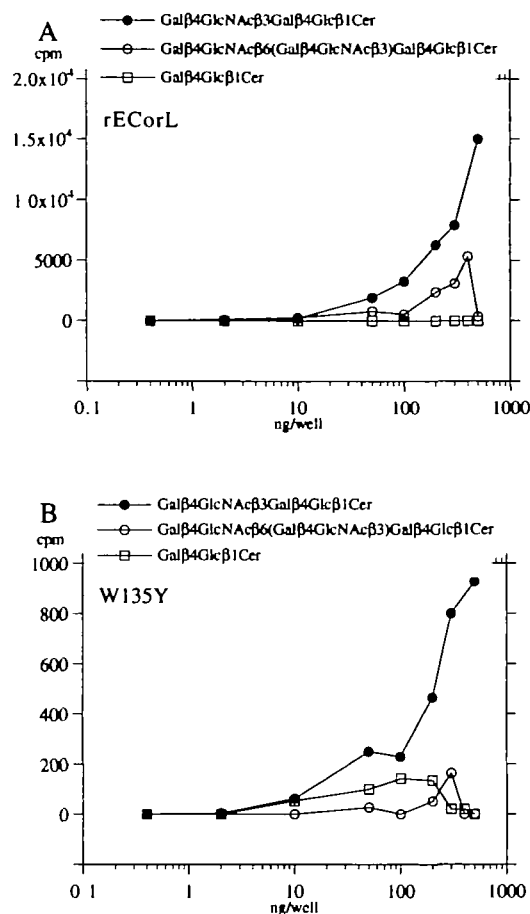 A
cpm
Galβ4GlcNAcβ3Galβ4Glcβ1Cer
Galβ4GlcNAcβ6(Galβ4GlcNAcβ3)Galβ4Glcβ1Cer
Galβ4Glcβ1Cer
2.0x10⁴
rECorL
1.5x10⁴
1 0x10⁴
5000
0
0 1
1
10
100
1000
ng/well
B
cpm
Galβ4GlcNAcβ3Galβ4Glcβ1Cer
Galβ4GlcNAcβ6(Galβ4GlcNAcβ3)Galβ4Glcβ1Cer
Galβ4Glcβ1Cer
1000
W135Y
800
600
400
200
0
0 1
1
10
100
1000
ng/well